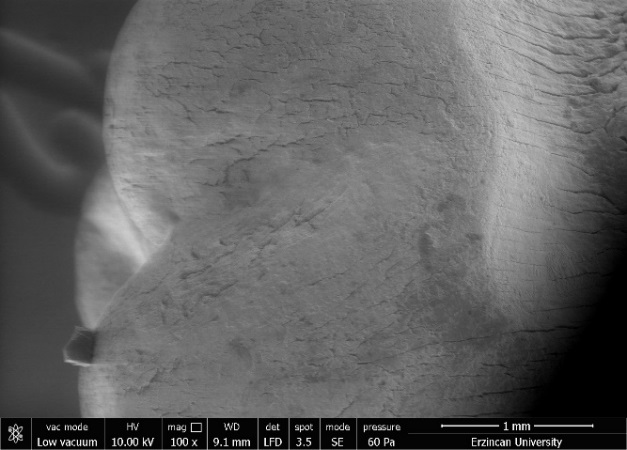 vac mode HV mag WD det spot mode pressure 1 mm
Low vacuum 10.00 kV 100 x 9.1 mm LFD 3.5 SE 60 Pa Erzincan University